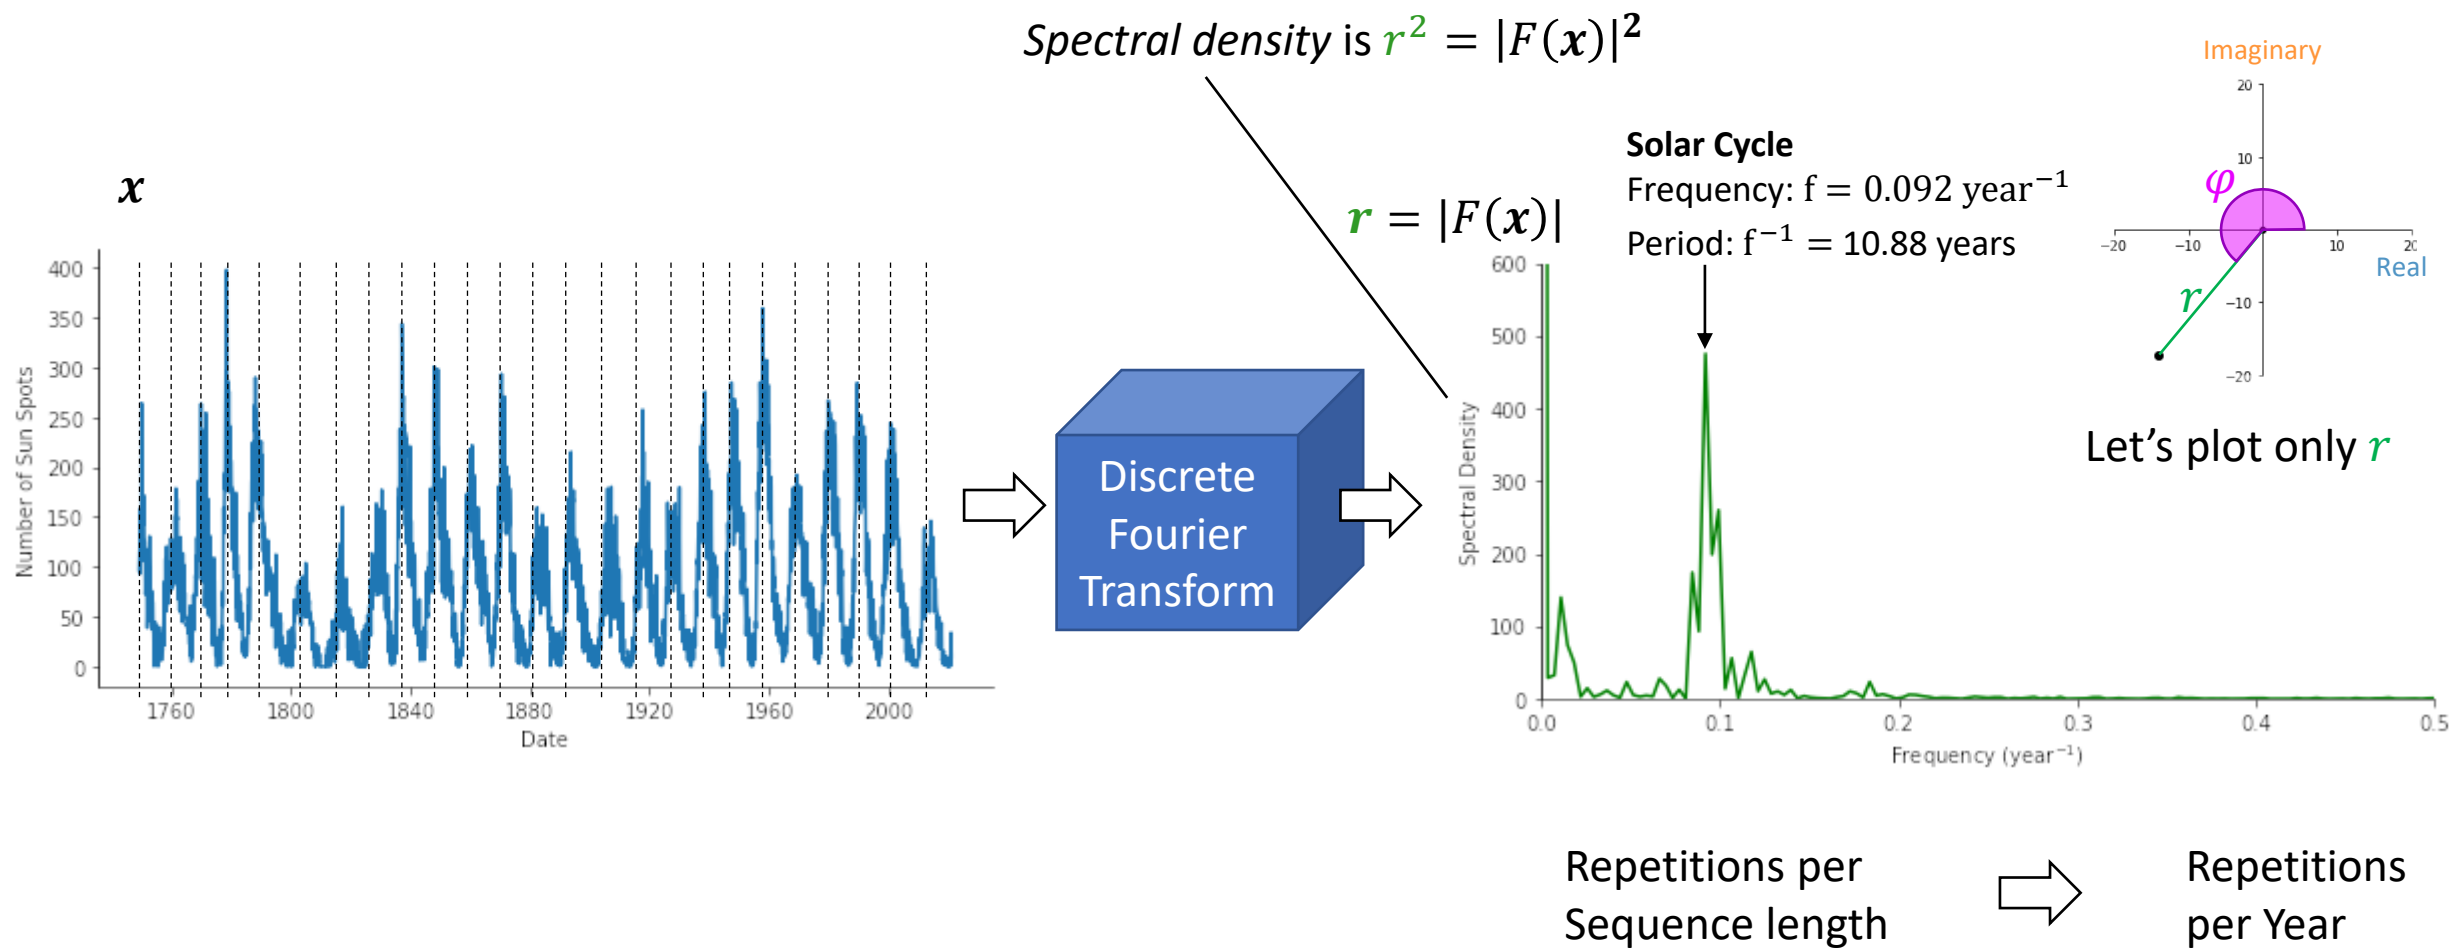 Spectral density is r² = |F(x)|²
Imaginary
20
10
φ
−20
−10
10
Real
r
−10
−20
Let's plot only r
Solar Cycle
Frequency: f = 0.092 year⁻¹
Period: f⁻¹ = 10.88 years
r = |F(x)|
x
400
350
300
250
200
150
100
50
0
Number of Sun Spots
1760
1800
1840
1880
1920
1960
2000
Date
Discrete
Fourier
Transform
600
500
400
300
200
100
0
Spectral Density
0.0
0.1
0.2
0.3
0.4
0.5
Frequency (year⁻¹)
Repetitions per
Sequence length
Repetitions
per Year